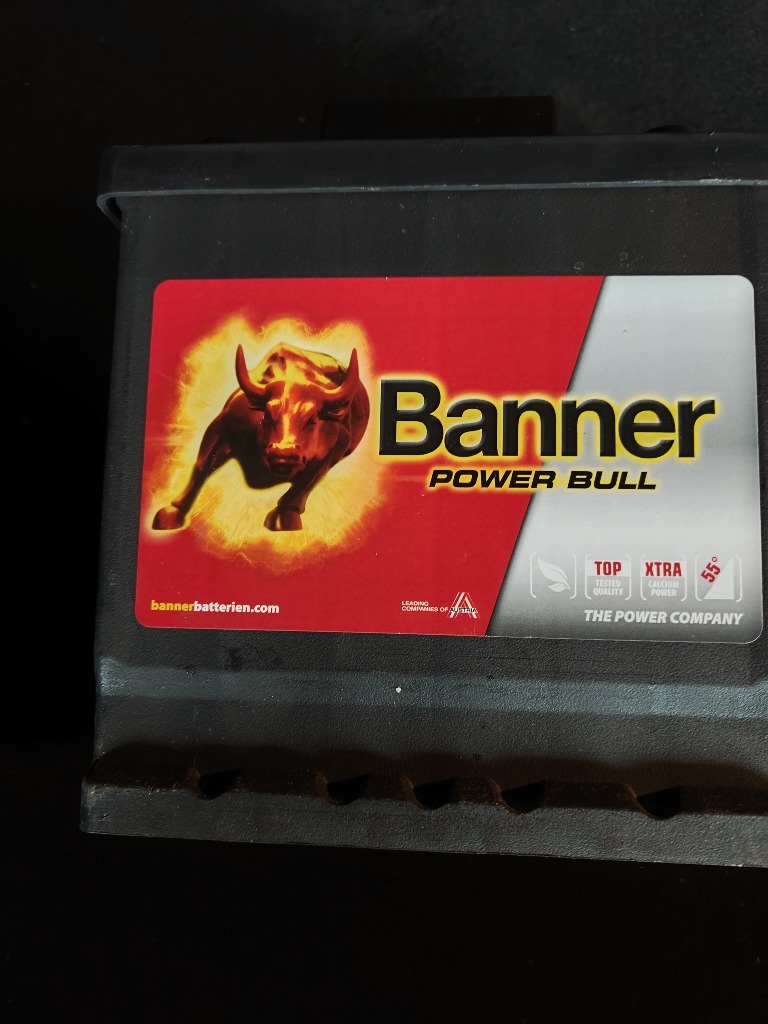 Banner
POWER BULL
TOP
TESTED
QUALITY
XTRA
CALCIUM
POWER
55°
bannerbatterien.com
LEADING
COMPANIES OF AUSTRIA
THE POWER COMPANY